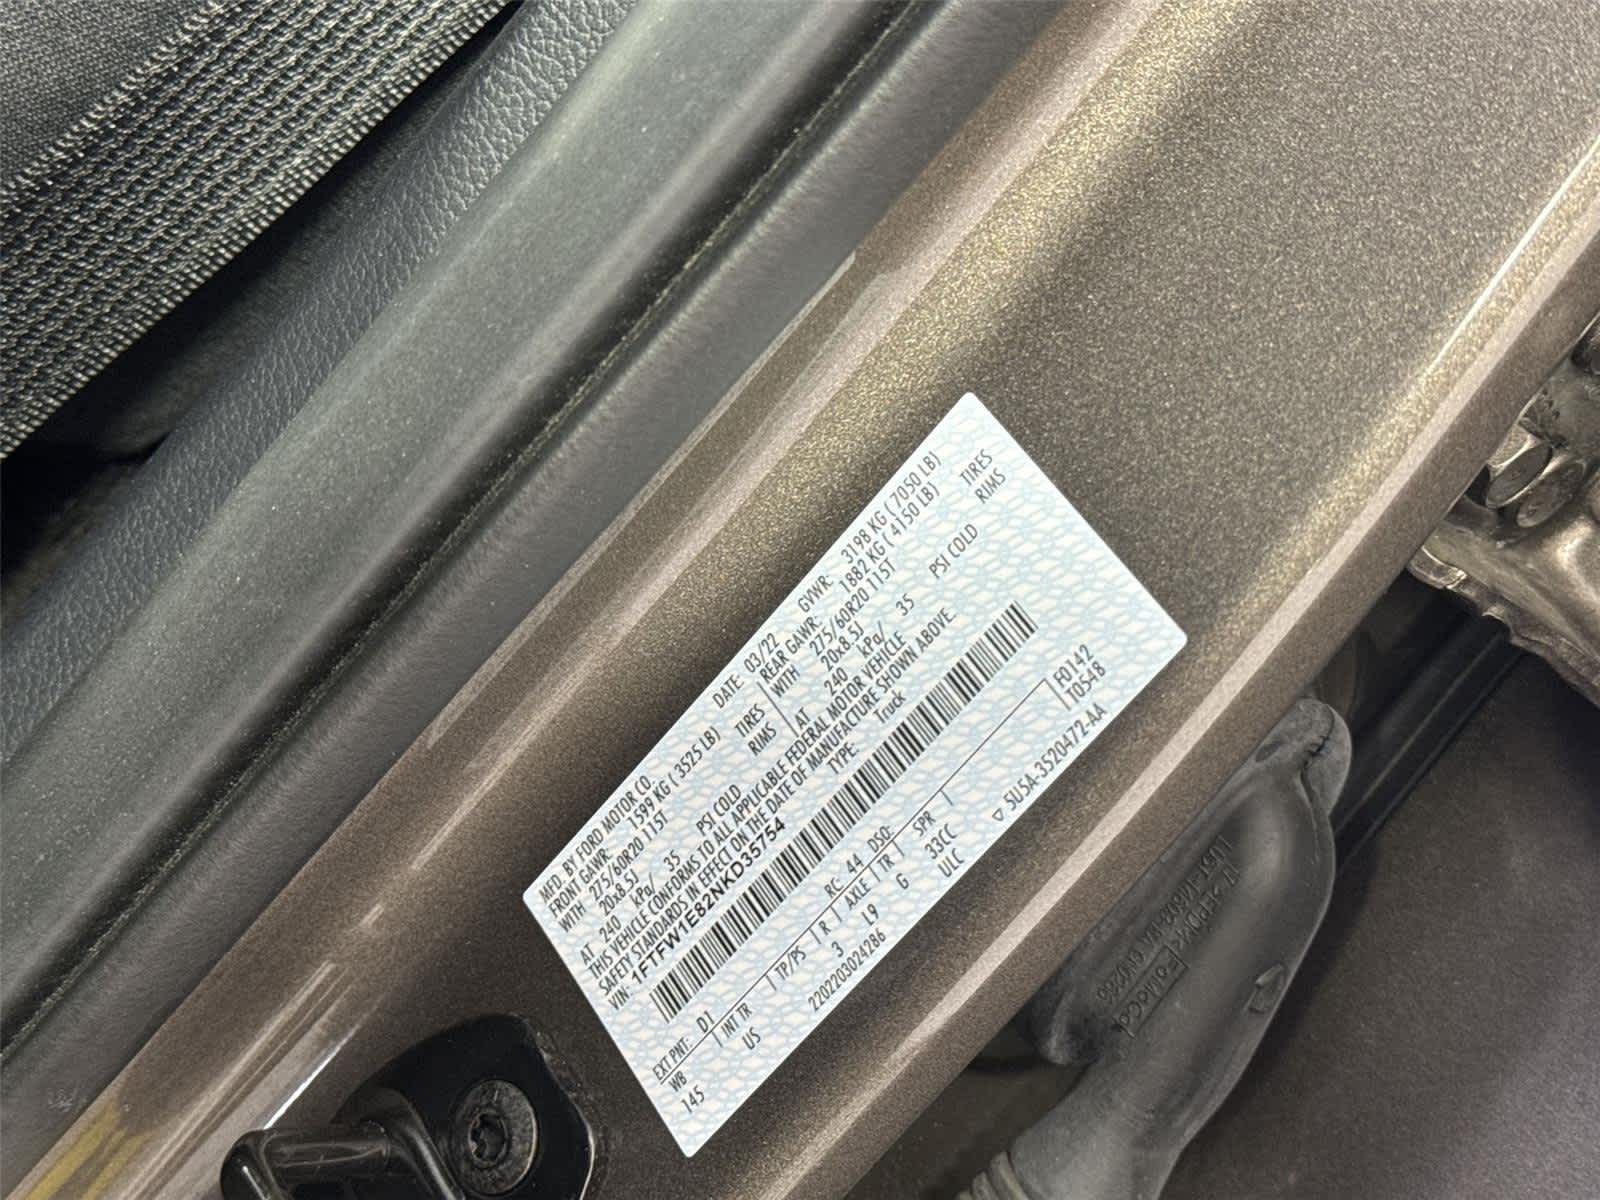 MFD. BY FORD MOTOR CO. DATE: 03/22 GVWR: 3198 KG ( 7050 LB)
FRONT GAWR: 1599 KG ( 3525 LB) REAR GAWR: 1882 KG ( 4150 LB)
WITH 275/60R20 115T TIRES WITH 275/60R20 115T TIRES
20x8.5J RIMS 20x8.5J RIMS
AT 240 kPa/ 35 PSI COLD AT 240 kPa/ 35 PSI COLD
THIS VEHICLE CONFORMS TO ALL APPLICABLE FEDERAL MOTOR VEHICLE
SAFETY STANDARDS IN EFFECT ON THE DATE OF MANUFACTURE SHOWN ABOVE.
VIN: 1FTFW1E82NKD35754 TYPE: Truck
EXT PNT: D1 RC: 44 DSO: F0142
WB INT TR TP/PS R AXLE TR SPR T0548
145 US 3 L9 G 33CC
2202203024286 ULC
▽ 5U5A-3520472-AA
FoMoCo